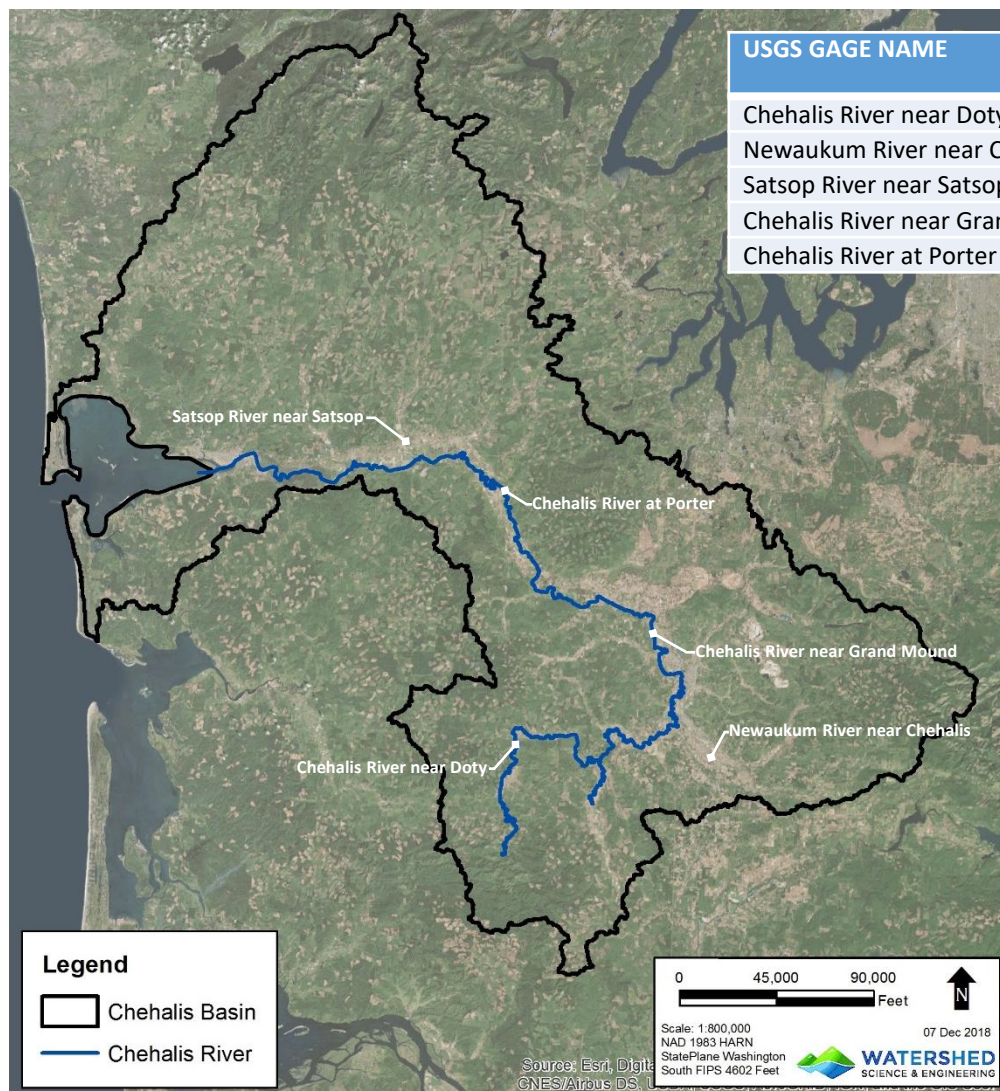 USGS GAGE NAME
Chehalis River near Doty
Newaukum River near C
Satsop River near Satsop
Chehalis River near Gran
Chehalis River at Porter
Satsop River near Satsop
Chehalis River at Porter
Chehalis River near Grand Mound
Newaukum River near Chehalis
Chehalis River near Doty
Legend
Chehalis Basin
Chehalis River
0 45,000 90,000
Feet
N
Scale: 1:800,000
NAD 1983 HARN
StatePlane Washington
South FIPS 4602 Feet
07 Dec 2018
WATERSHED
SCIENCE & ENGINEERING
Source: Esri,
CNES/Airbus DS,